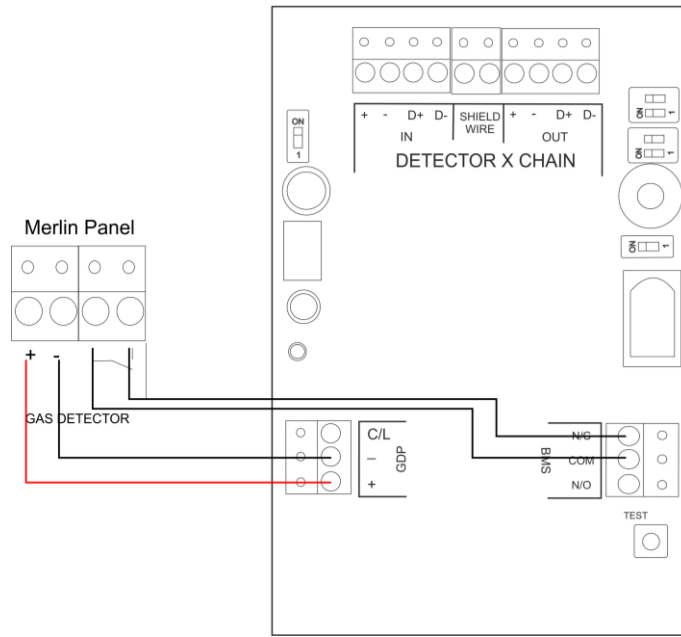 + - D+ D- SHIELD WIRE + - D+ D-
IN OUT
DETECTOR X CHAIN
ON
1
ON
1
ON
1
ON
1
Merlin Panel
+ -
GAS DETECTOR
C/L
–
+
GDP
BMS
N/C
COM
N/O
TEST